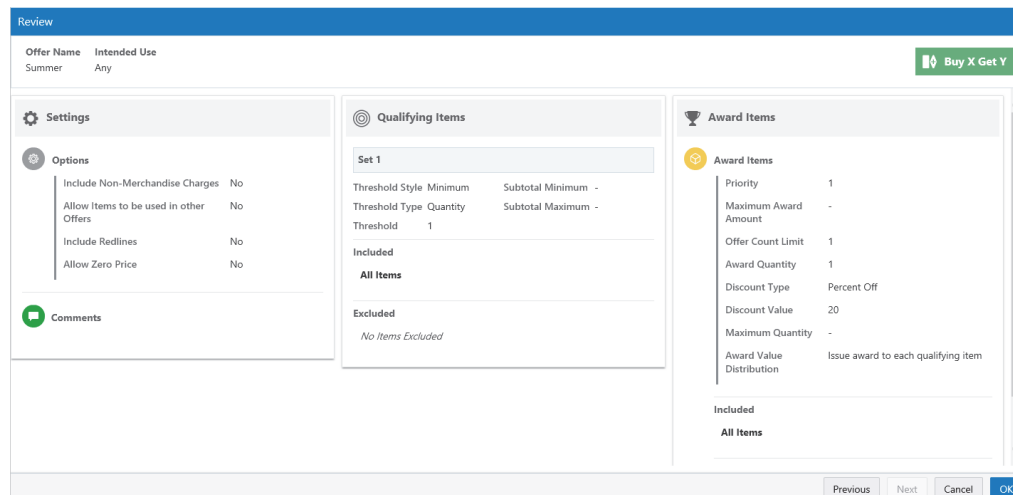 Review
Offer Name Intended Use
Summer Any
Buy X Get Y
Settings
Options
Include Non-Merchandise Charges No
Allow Items to be used in other No
Offers
Include Redlines No
Allow Zero Price No
Comments
Qualifying Items
Set 1
Threshold Style Minimum Subtotal Minimum -
Threshold Type Quantity Subtotal Maximum -
Threshold 1
Included
All Items
Excluded
No Items Excluded
Award Items
Award Items
Priority 1
Maximum Award -
Amount
Offer Count Limit 1
Award Quantity 1
Discount Type Percent Off
Discount Value 20
Maximum Quantity -
Award Value Issue award to each qualifying item
Distribution
Included
All Items
Previous Next Cancel OK